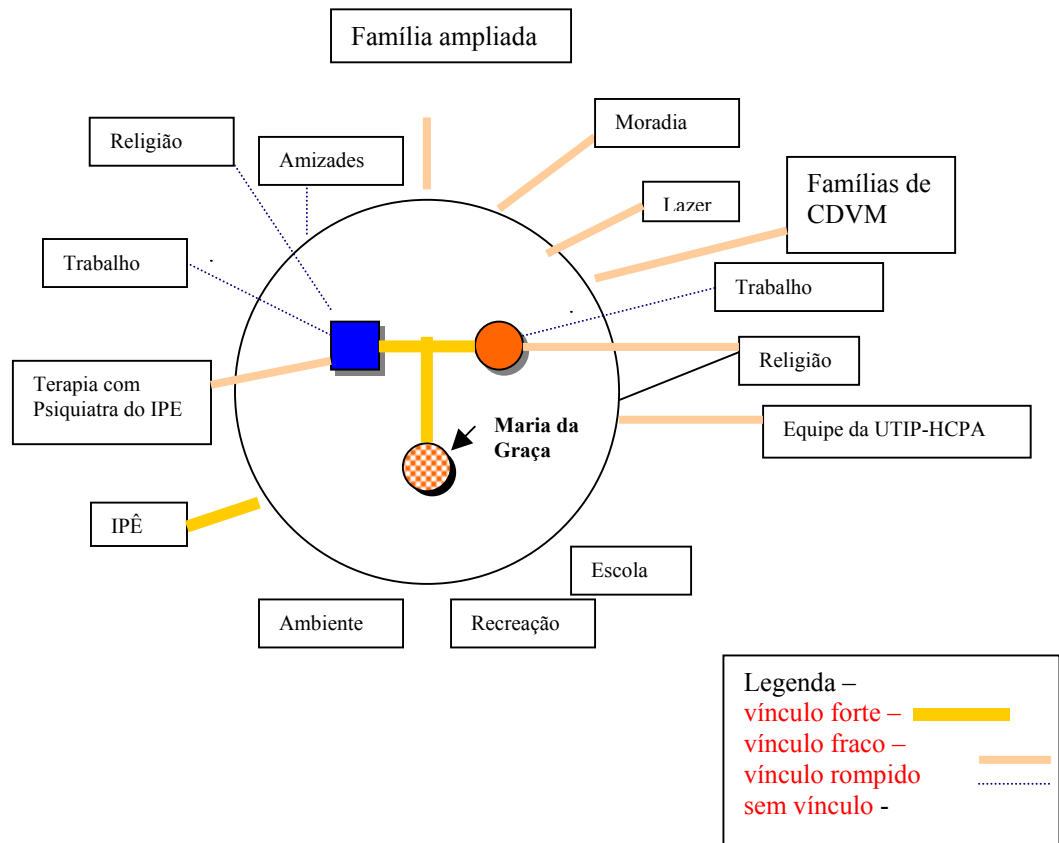 Família ampliada
Religião
Amizades
Moradia
Lazer
Famílias de
CDVM
Trabalho
Trabalho
Terapia com
Psiquiatra do IPE
Religião
Maria da
Graça
Equipe da UTIP-HCPA
IPÊ
Escola
Ambiente
Recreação
Legenda –
vínculo forte –
vínculo fraco –
vínculo rompido
sem vínculo -